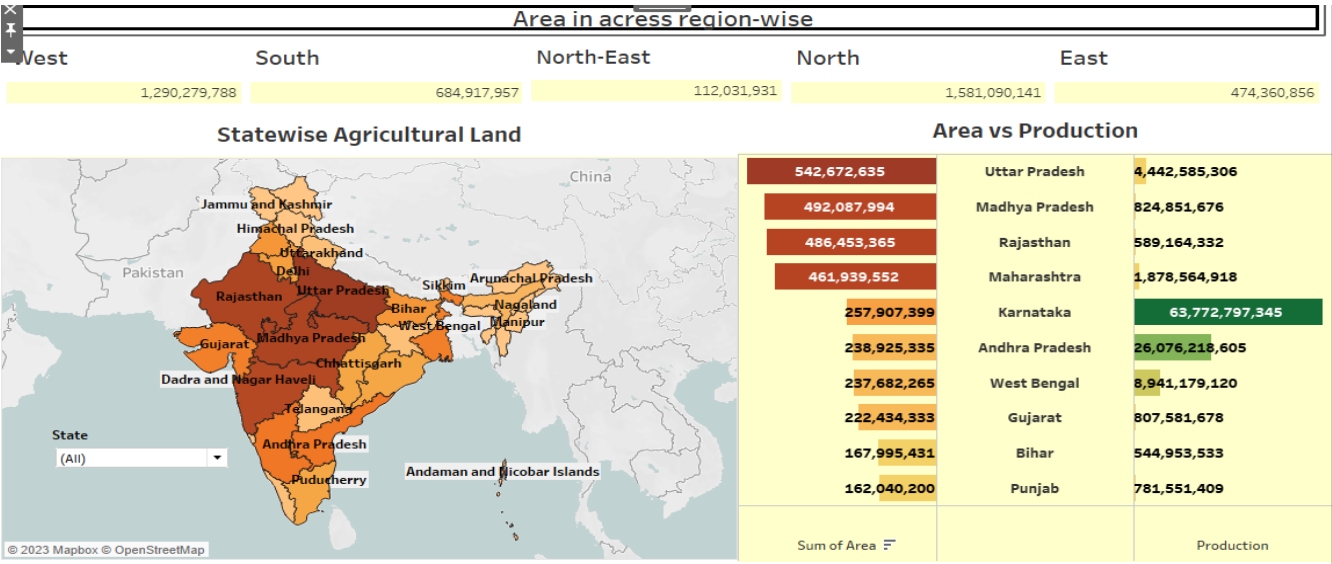 Area in acress region-wise
West South North-East North East
1,290,279,788 684,917,957 112,031,931 1,581,090,141 474,360,856
Statewise Agricultural Land
China
Jammu and Kashmir
Himachal Pradesh
Uttarakhand
Pakistan
Delhi
Sikkim Arunachal Pradesh
Rajasthan Uttar Pradesh
Bihar Nagaland
West Bengal Manipur
Gujarat Madhya Pradesh
Chhattisgarh
Dadra and Nagar Haveli
Telangana
State
(All)
Andhra Pradesh
Puducherry
Andaman and Nicobar Islands
© 2023 Mapbox © OpenStreetMap
Area vs Production
542,672,635 Uttar Pradesh 4,442,585,306
492,087,994 Madhya Pradesh 824,851,676
486,453,365 Rajasthan 589,164,332
461,939,552 Maharashtra 1,878,564,918
257,907,399 Karnataka 63,772,797,345
238,925,335 Andhra Pradesh 26,076,218,605
237,682,265 West Bengal 8,941,179,120
222,434,333 Gujarat 807,581,678
167,995,431 Bihar 544,953,533
162,040,200 Punjab 781,551,409
Sum of Area Production